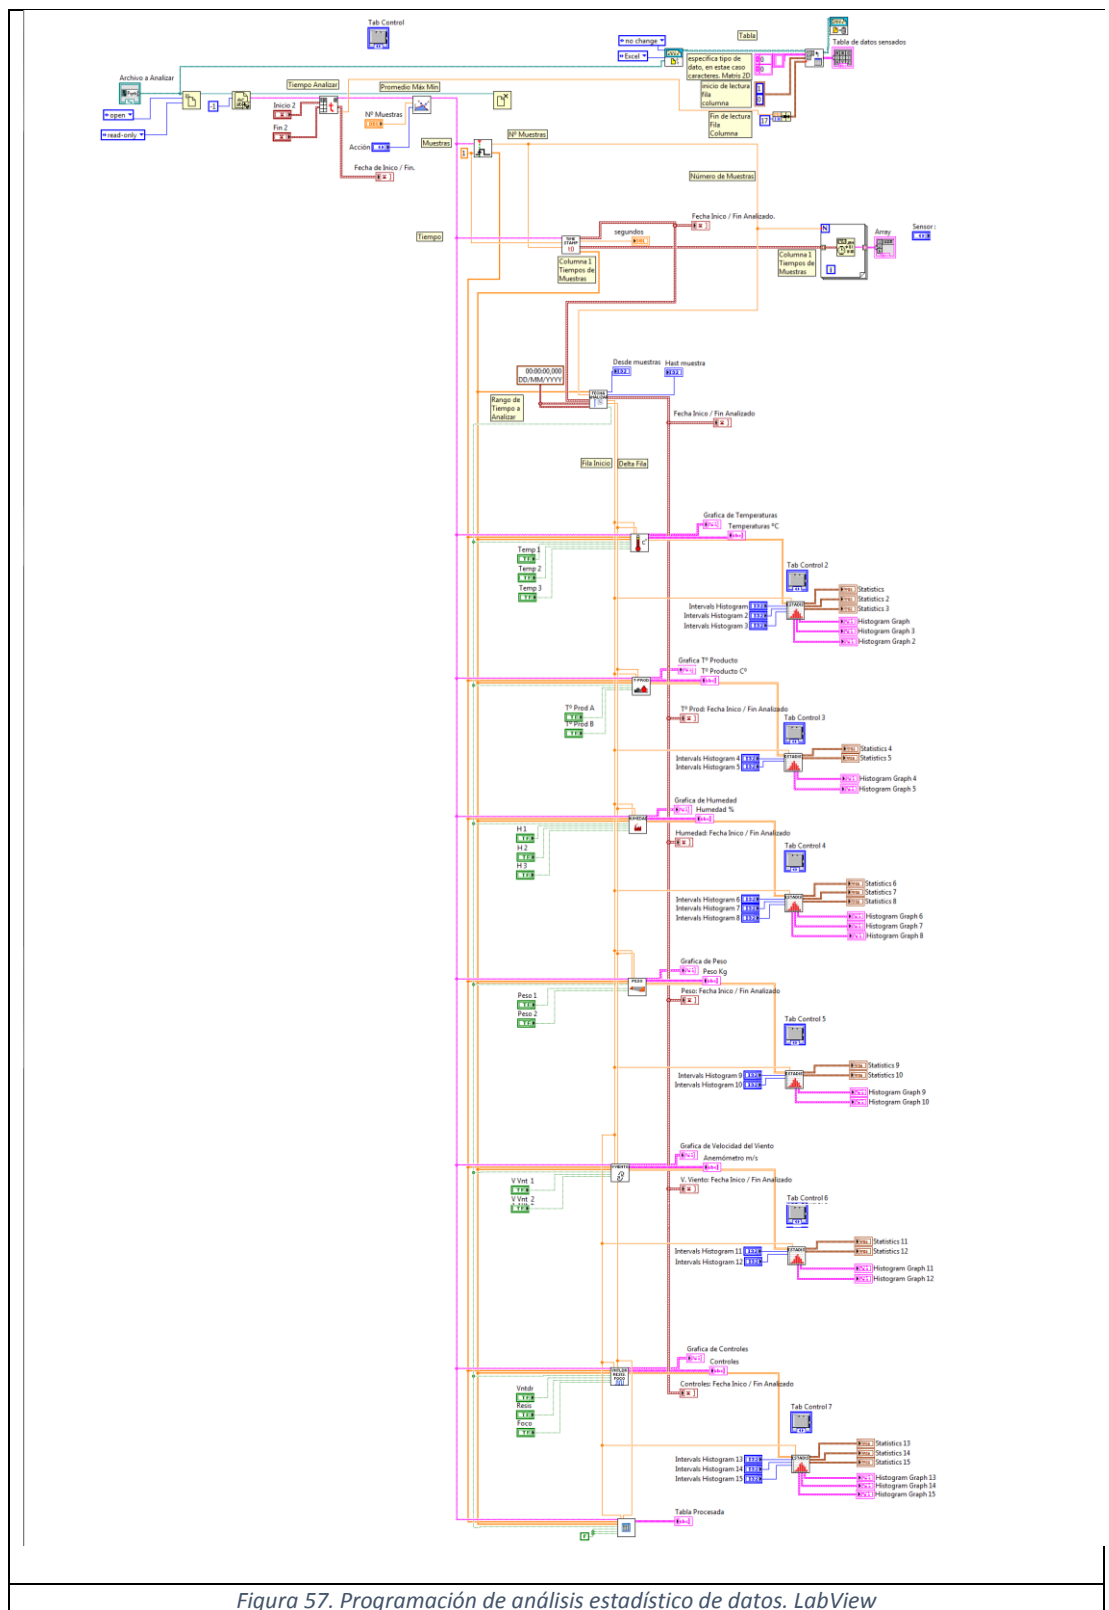 Tab Control
no change
Tabla
Excel
especifica tipo de
dato, en estae caso
caracteres. Matris 2D
Tabla de datos sensados
inicio de lectura
fila
columna
Fin de lectura
Fila
Columna
17
Archivo a Analizar
open
read-only
-1
Tiempo Analizar
Inicio 2
Fin 2
Fecha de Inico / Fin.
Promedio Máx Mín
Nº Muestras
Acción
Muestras
1
Nº Muestras
Número de Muestras
Tiempo
segundos
Fecha Inico / Fin Analizado.
Columna 1
Tiempos de
Muestras
N
i
Columna 1
Tiempos de
Muestras
Array
Sensor :
00:00:00,000
DD/MM/YYYY
Rango de
Tiempo a
Analizar
Desde muestras
Hast muestra
Fecha Inico / Fin Analizado
Fila Inicio
Delta Fila
Grafica de Temperaturas
Temperaturas ºC
Temp 1
Temp 2
Temp 3
Tab Control 2
Intervals Histogram
Intervals Histogram 2
Intervals Histogram 3
Statistics
Statistics 2
Statistics 3
Histogram Graph
Histogram Graph 3
Histogram Graph 2
Grafica Tº Producto
Tº Producto Cº
Tº Prod A
Tº Prod B
Tº Prod: Fecha Inico / Fin Analizado
Tab Control 3
Intervals Histogram 4
Intervals Histogram 5
Statistics 4
Statistics 5
Histogram Graph 4
Histogram Graph 5
Grafica de Humedad
Humedad %
H 1
H 2
H 3
Humedad: Fecha Inico / Fin Analizado
Tab Control 4
Intervals Histogram 6
Intervals Histogram 7
Intervals Histogram 8
Statistics 6
Statistics 7
Statistics 8
Histogram Graph 6
Histogram Graph 7
Histogram Graph 8
Grafica de Peso
Peso Kg
Peso 1
Peso 2
Peso: Fecha Inico / Fin Analizado
Tab Control 5
Intervals Histogram 9
Intervals Histogram 10
Statistics 9
Statistics 10
Histogram Graph 9
Histogram Graph 10
Grafica de Velocidad del Viento
Anemómetro m/s
V Vnt 1
V Vnt 2
V. Viento: Fecha Inico / Fin Analizado
Tab Control 6
Intervals Histogram 11
Intervals Histogram 12
Statistics 11
Statistics 12
Histogram Graph 11
Histogram Graph 12
Grafica de Controles
Controles
Vntdr
Resis
Foco
Controles: Fecha Inico / Fin Analizado
Tab Control 7
Intervals Histogram 13
Intervals Histogram 14
Intervals Histogram 15
Statistics 13
Statistics 14
Statistics 15
Histogram Graph 13
Histogram Graph 14
Histogram Graph 15
Tabla Procesada
Figura 57. Programación de análisis estadístico de datos. LabView